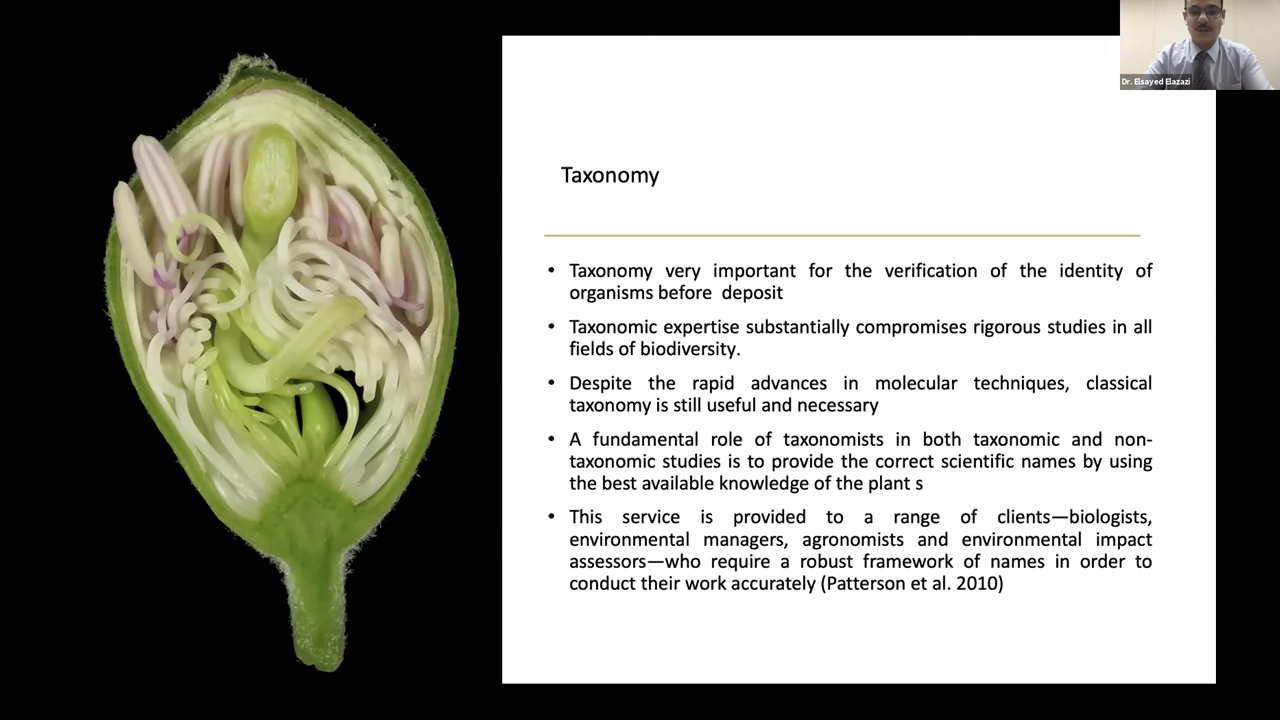 Dr. Elsayed Elazazi
Taxonomy
• Taxonomy very important for the verification of the identity of
organisms before deposit
• Taxonomic expertise substantially compromises rigorous studies in all
fields of biodiversity.
• Despite the rapid advances in molecular techniques, classical
taxonomy is still useful and necessary
• A fundamental role of taxonomists in both taxonomic and non-
taxonomic studies is to provide the correct scientific names by using
the best available knowledge of the plant s
• This service is provided to a range of clients—biologists,
environmental managers, agronomists and environmental impact
assessors—who require a robust framework of names in order to
conduct their work accurately (Patterson et al. 2010)